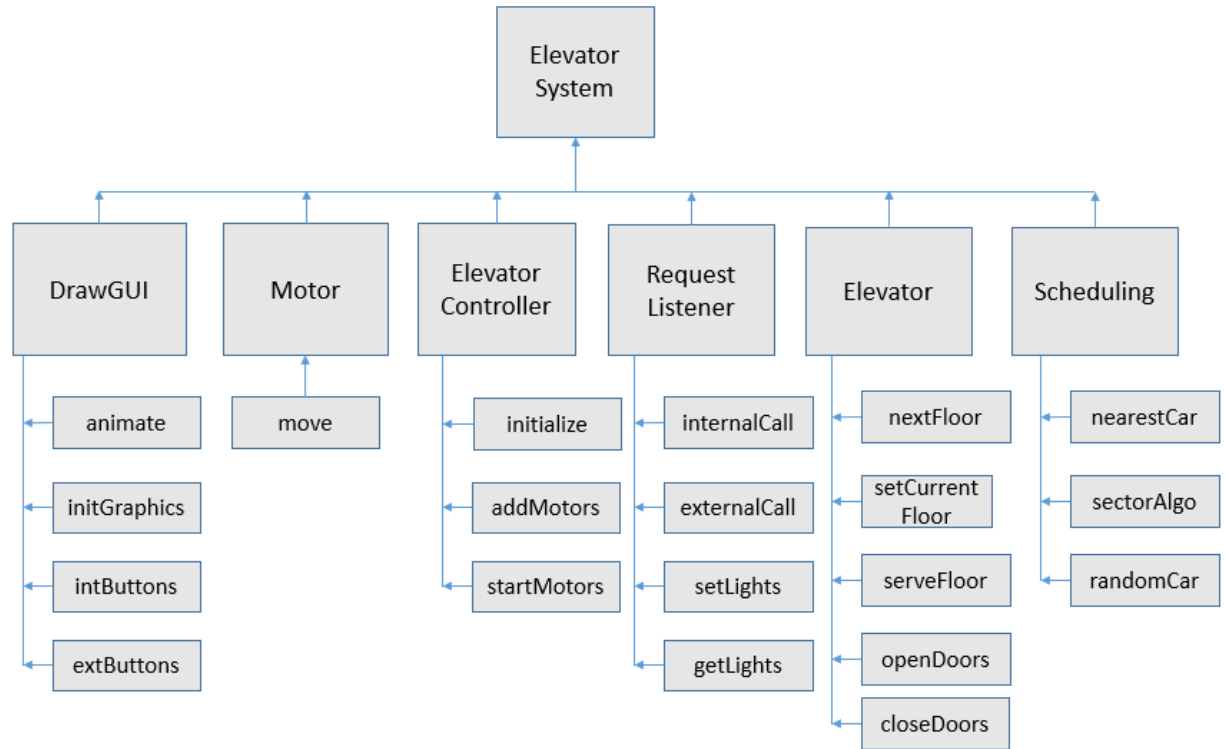 Elevator
System
DrawGUI
Motor
Elevator
Controller
Request
Listener
Elevator
Scheduling
animate
initGraphics
intButtons
extButtons
move
initialize
addMotors
startMotors
internalCall
externalCall
setLights
getLights
nextFloor
setCurrent
Floor
serveFloor
openDoors
closeDoors
nearestCar
sectorAlgo
randomCar